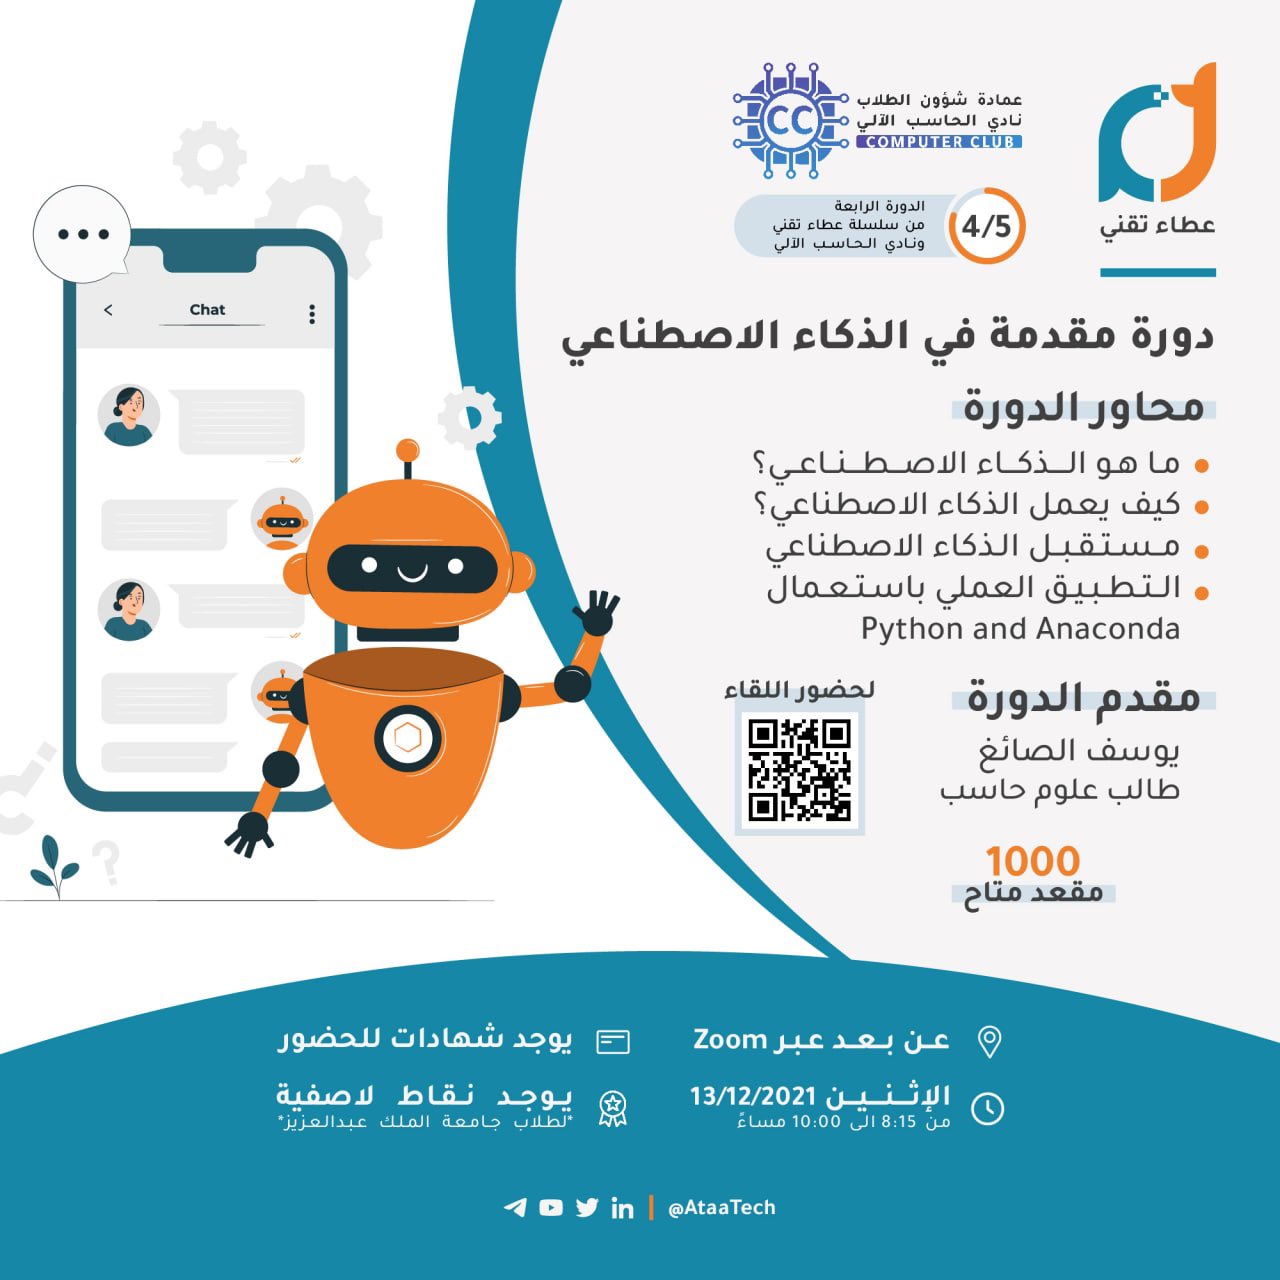 عطاء تقني
عمادة شؤون الطلاب
نادي الحاسب الآلي
COMPUTER CLUB
CC
4/5
الدورة الرابعة
من سلسلة عطاء تقني
ونادي الحاسب الآلي
دورة مقدمة في الذكاء الاصطناعي
محاور الدورة
ما هو الذكاء الاصطناعي؟
كيف يعمل الذكاء الاصطناعي؟
مستقبل الذكاء الاصطناعي
التطبيق العملي باستعمال
Python and Anaconda
مقدم الدورة
يوسف الصائغ
طالب علوم حاسب
لحضور اللقاء
1000
مقعد متاح
Chat
عن بعد عبر Zoom
الإثنين 13/12/2021
من 8:15 الى 10:00 مساءً
يوجد شهادات للحضور
يوجد نقاط لاصفية
*لطلاب جامعة الملك عبدالعزيز*
@AtaaTech